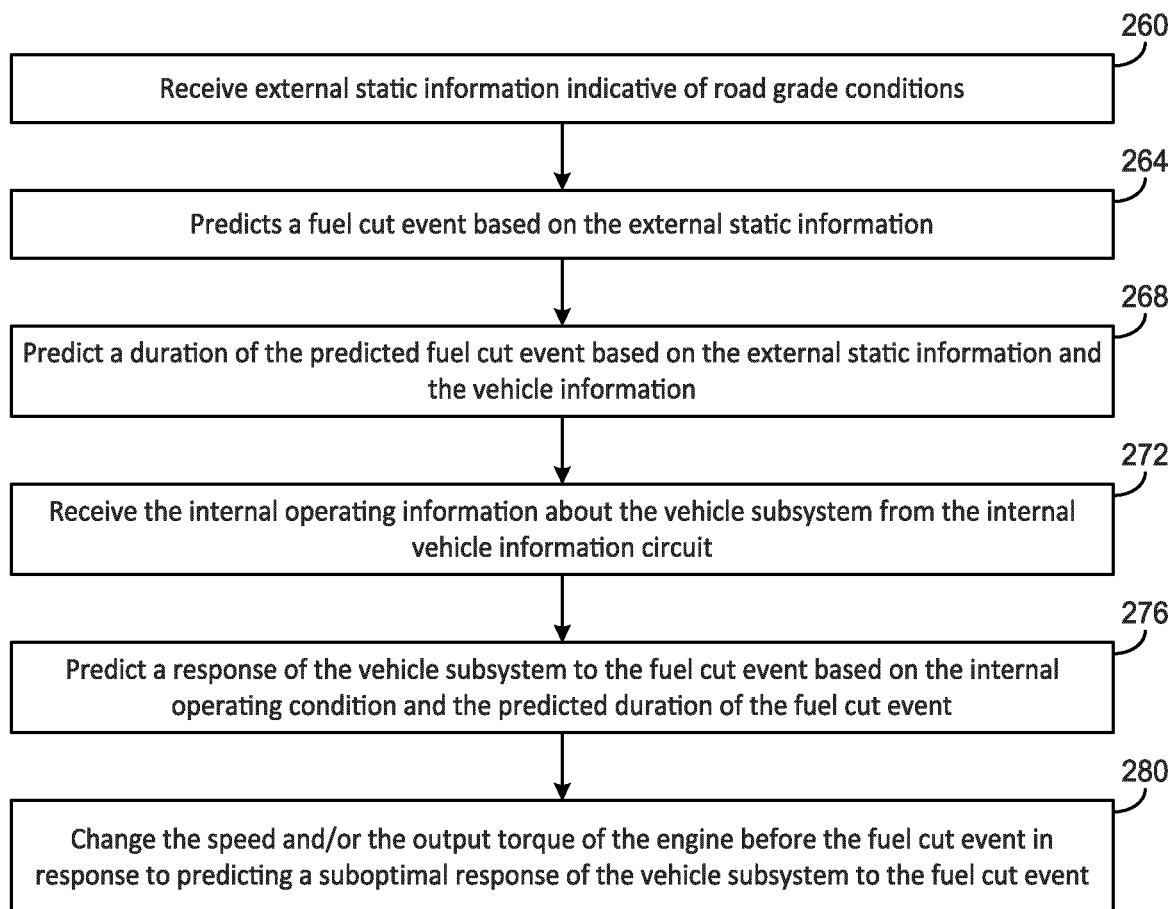 260
Receive external static information indicative of road grade conditions
264
Predicts a fuel cut event based on the external static information
268
Predict a duration of the predicted fuel cut event based on the external static information and
the vehicle information
272
Receive the internal operating information about the vehicle subsystem from the internal
vehicle information circuit
276
Predict a response of the vehicle subsystem to the fuel cut event based on the internal
operating condition and the predicted duration of the fuel cut event
280
Change the speed and/or the output torque of the engine before the fuel cut event in
response to predicting a suboptimal response of the vehicle subsystem to the fuel cut event